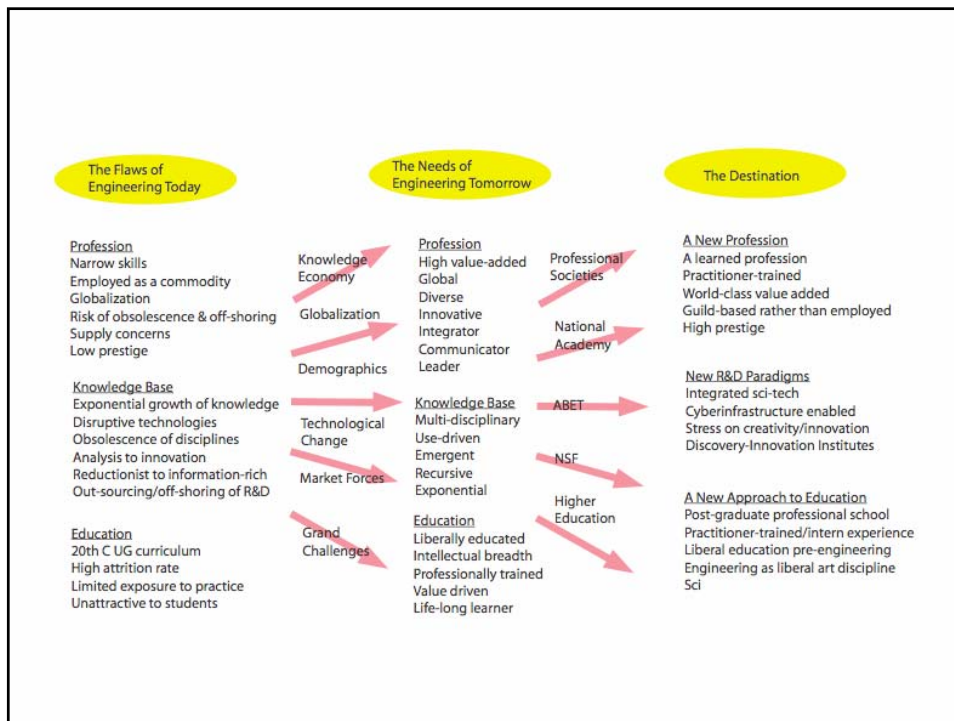 The Flaws of
Engineering Today
Profession
Narrow skills
Employed as a commodity
Globalization
Risk of obsolescence & off-shoring
Supply concerns
Low prestige
Knowledge Base
Exponential growth of knowledge
Disruptive technologies
Obsolescence of disciplines
Analysis to innovation
Reductionist to information-rich
Out-sourcing/off-shoring of R&D
Education
20th C UG curriculum
High attrition rate
Limited exposure to practice
Unattractive to students
Knowledge
Economy
Globalization
Demographics
Technological
Change
Market Forces
Grand
Challenges
The Needs of
Engineering Tomorrow
Profession
High value-added
Global
Diverse
Innovative
Integrator
Communicator
Leader
Knowledge Base
Multi-disciplinary
Use-driven
Emergent
Recursive
Exponential
Education
Liberally educated
Intellectual breadth
Professionally trained
Value driven
Life-long learner
Professional
Societies
National
Academy
ABET
NSF
Higher
Education
The Destination
A New Profession
A learned profession
Practitioner-trained
World-class value added
Guild-based rather than employed
High prestige
New R&D Paradigms
Integrated sci-tech
Cyberinfrastructure enabled
Stress on creativity/innovation
Discovery-Innovation Institutes
A New Approach to Education
Post-graduate professional school
Practitioner-trained/intern experience
Liberal education pre-engineering
Engineering as liberal art discipline
Sci